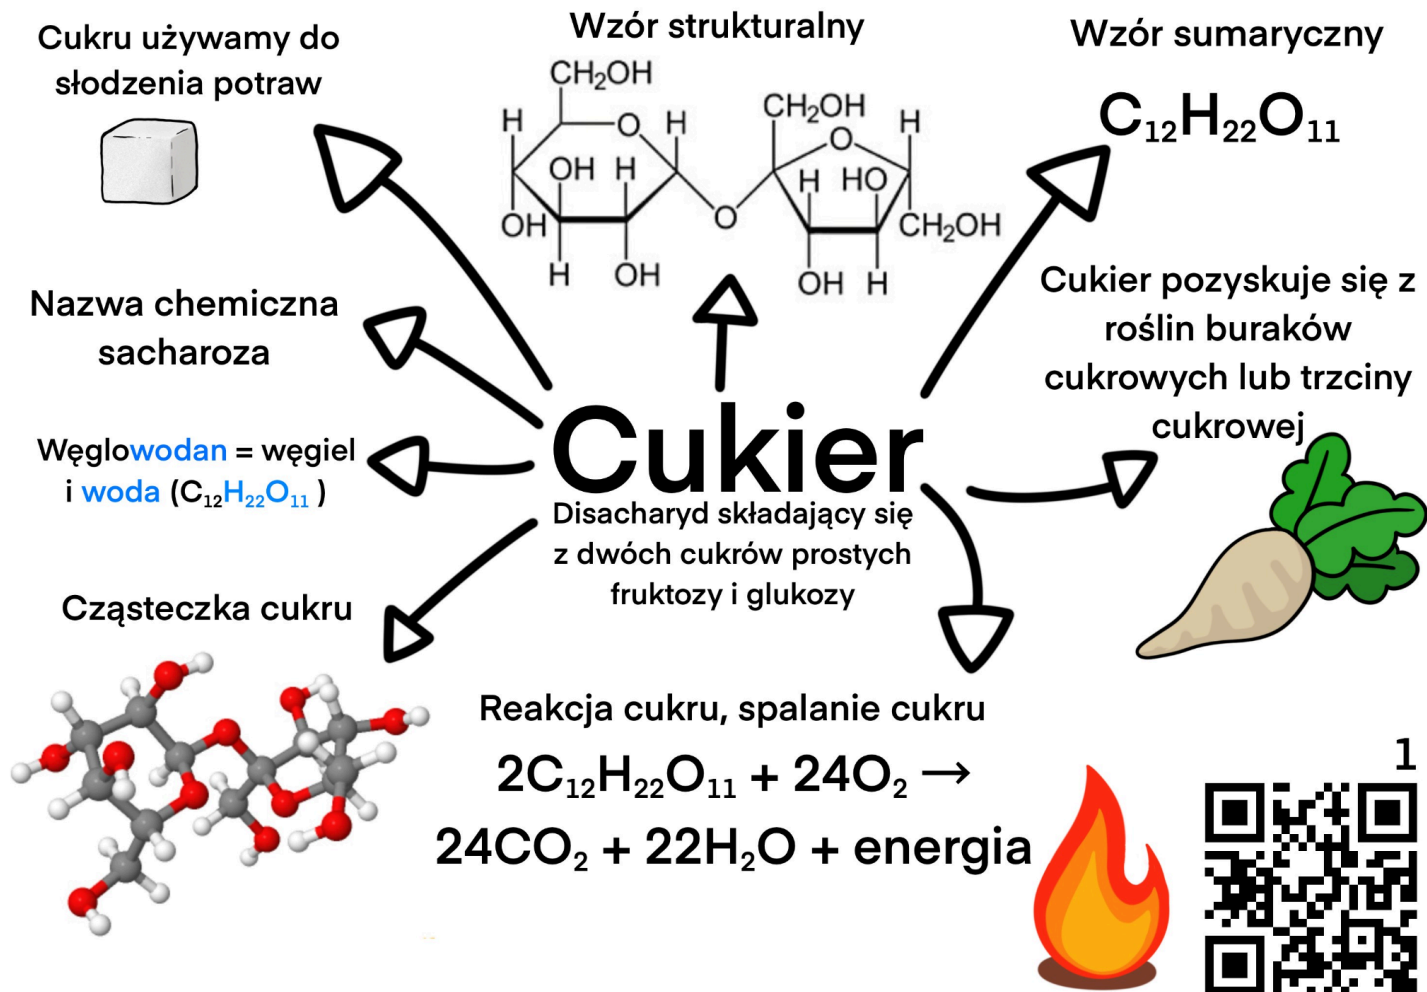 Cukru używamy do
słodzenia potraw
Wzór strukturalny
CH₂OH
H
O
H
OH
H
OH
H
OH
O
CH₂OH
O
H
H
HO
CH₂OH
OH
H
Wzór sumaryczny
C₁₂H₂₂O₁₁
Nazwa chemiczna
sacharoza
Cukier pozyskuje się z
roślin buraków
cukrowych lub trzciny
cukrowej
Węglowodan = węgiel
i woda (C₁₂H₂₂O₁₁ )
Cukier
Disacharyd składający się
z dwóch cukrów prostych
fruktozy i glukozy
Cząsteczka cukru
Reakcja cukru, spalanie cukru
2C₁₂H₂₂O₁₁ + 24O₂ →
24CO₂ + 22H₂O + energia
1